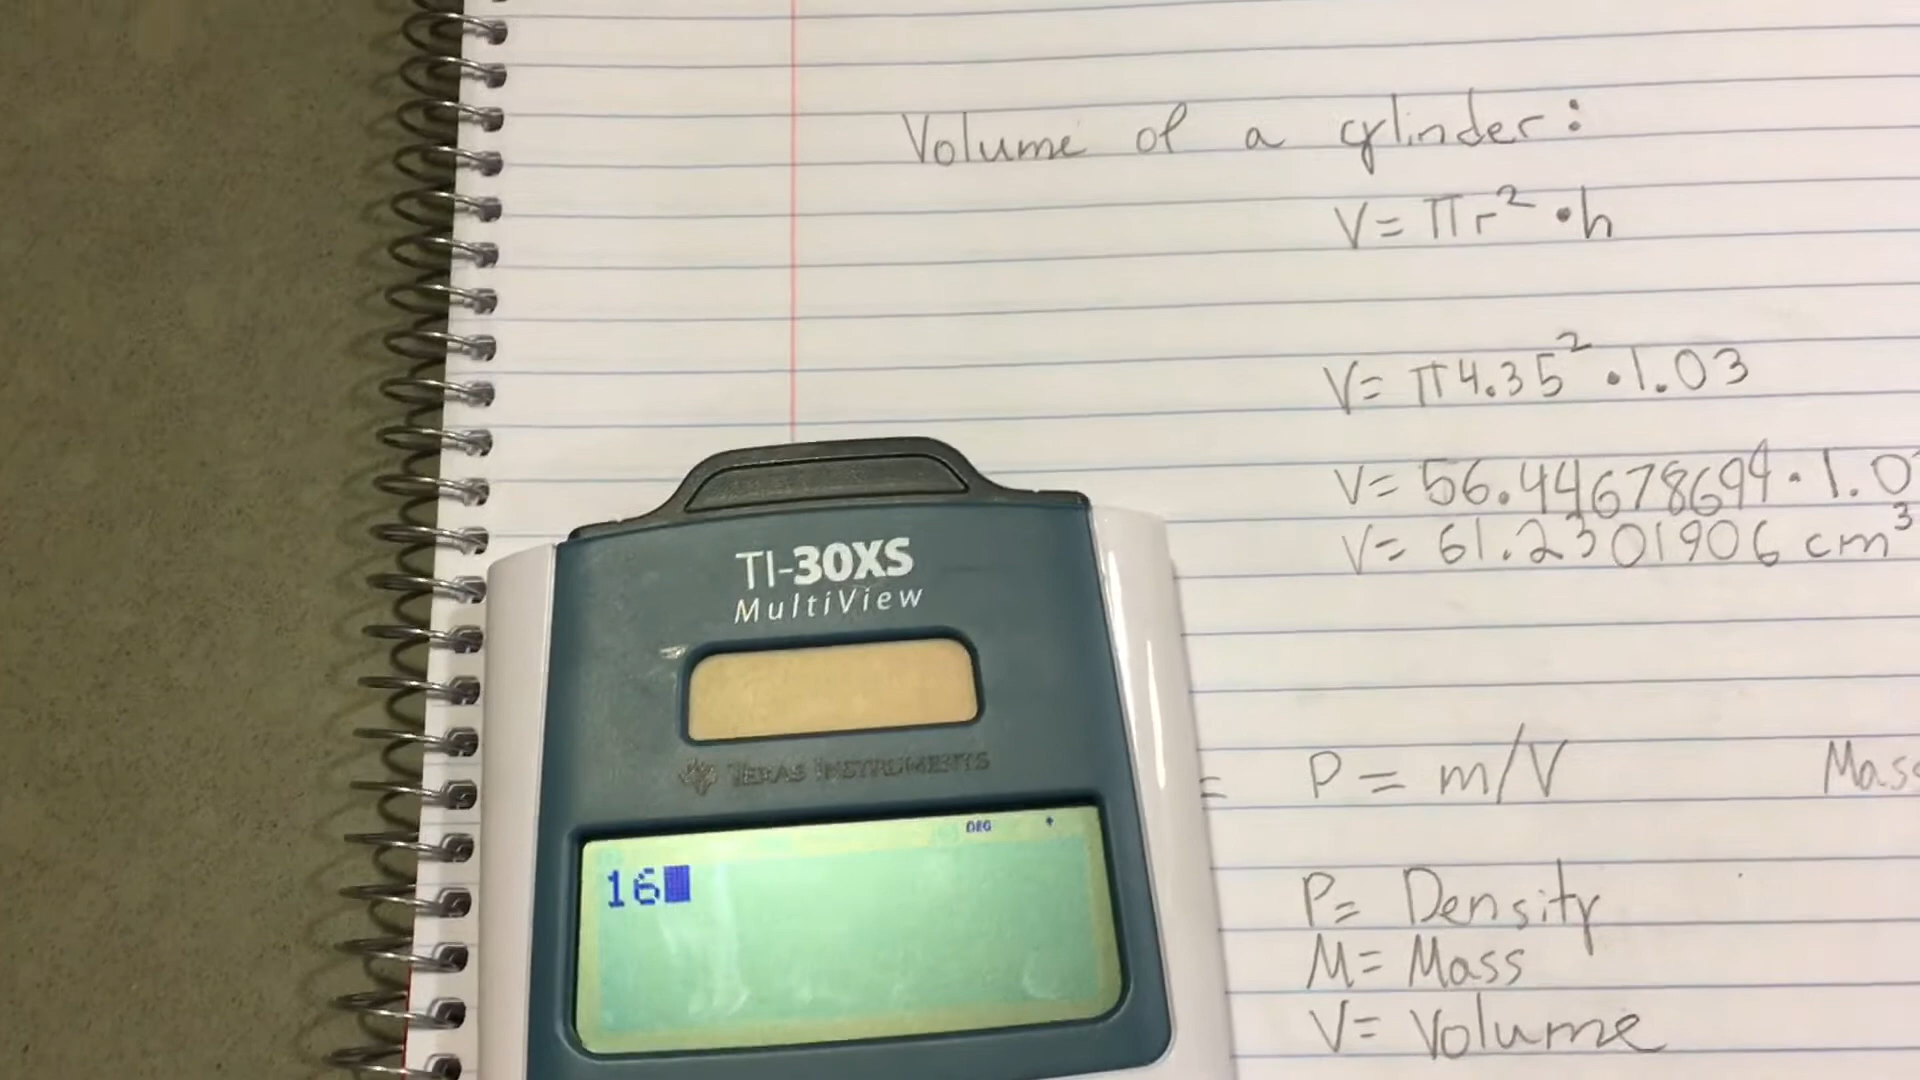 Volume of a cylinder:
V = πr² • h
V = π4.35² • 1.03
V = 56.44678694 • 1.0
V = 61.2301906 cm³
TI-30XS
MultiView
TEXAS INSTRUMENTS
= P = m/V Mass
DEG
16
P = Density
M = Mass
V = Volume